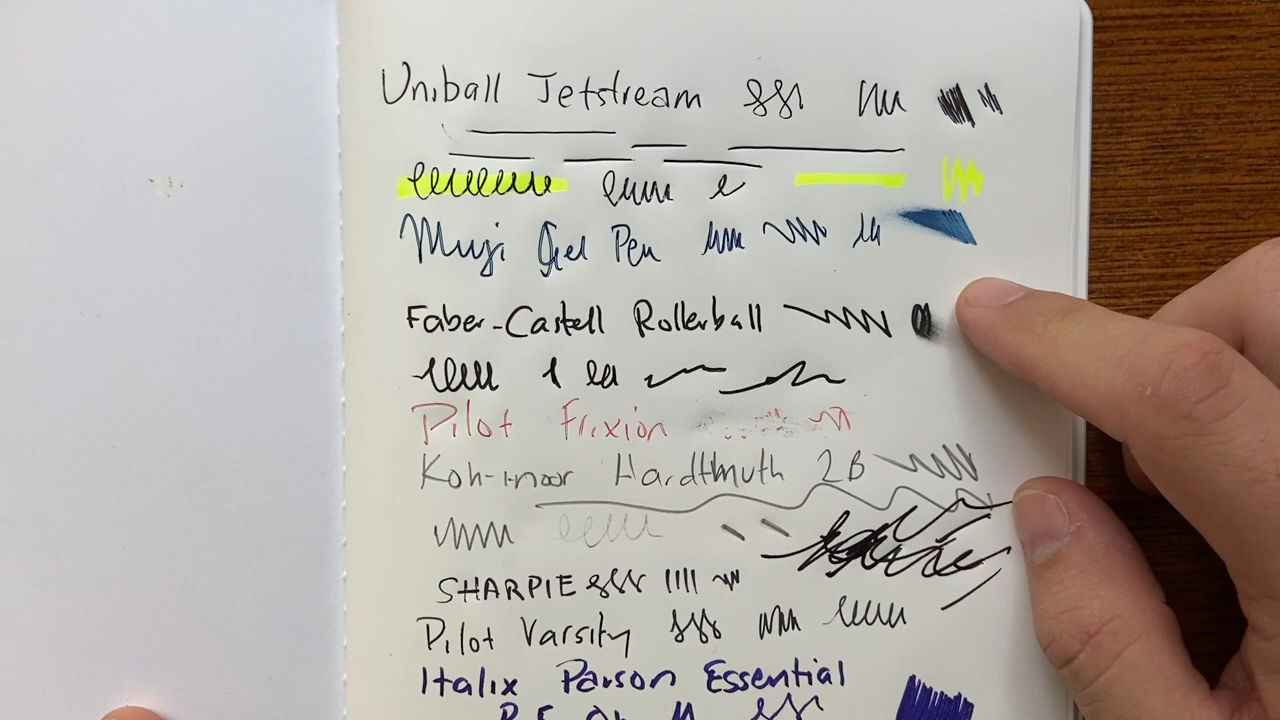 Uniball Jetstream
Muji Gel Pen
Faber-Castell Rollerball
Pilot Frixion
Koh-i-noor Hardtmuth 2B
SHARPIE
Pilot Varsity
Italix Parson Essential